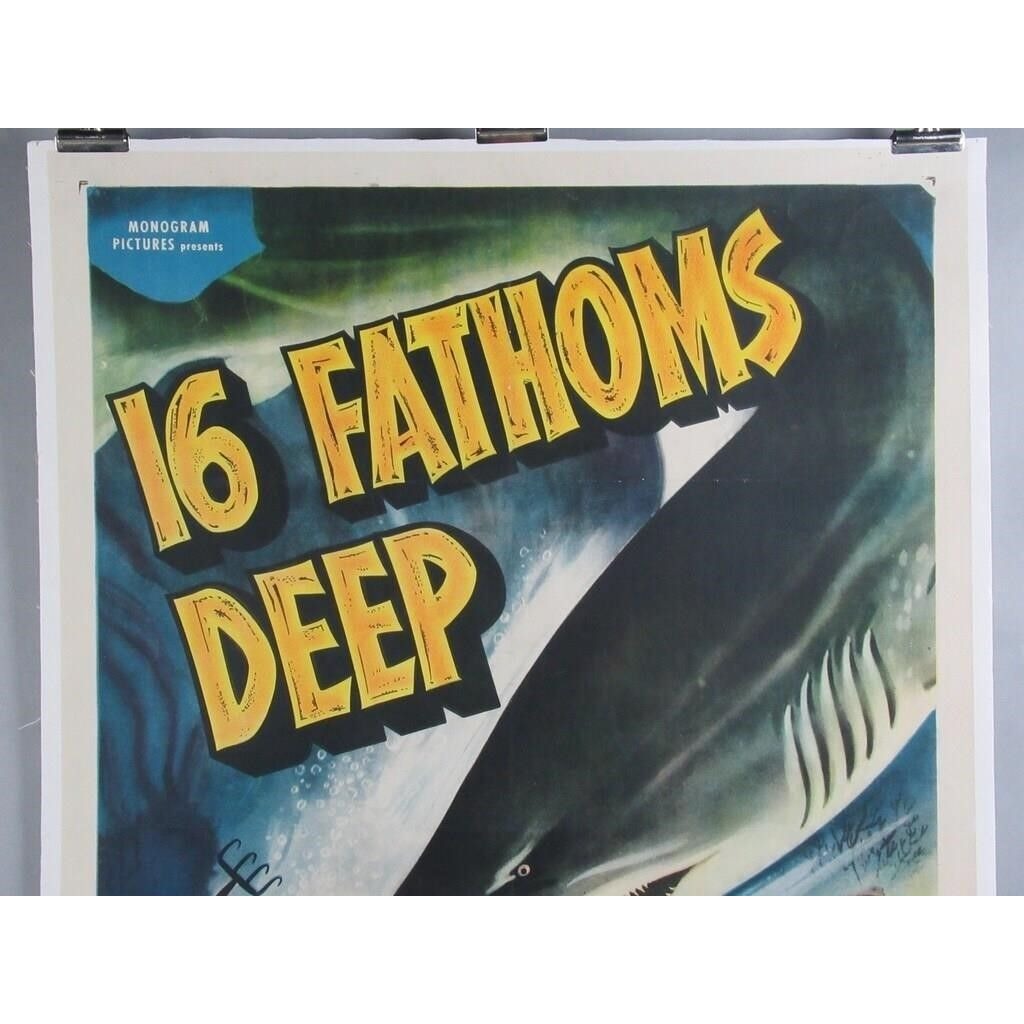 MONOGRAM
PICTURES presents
16 FATHOMS
DEEP